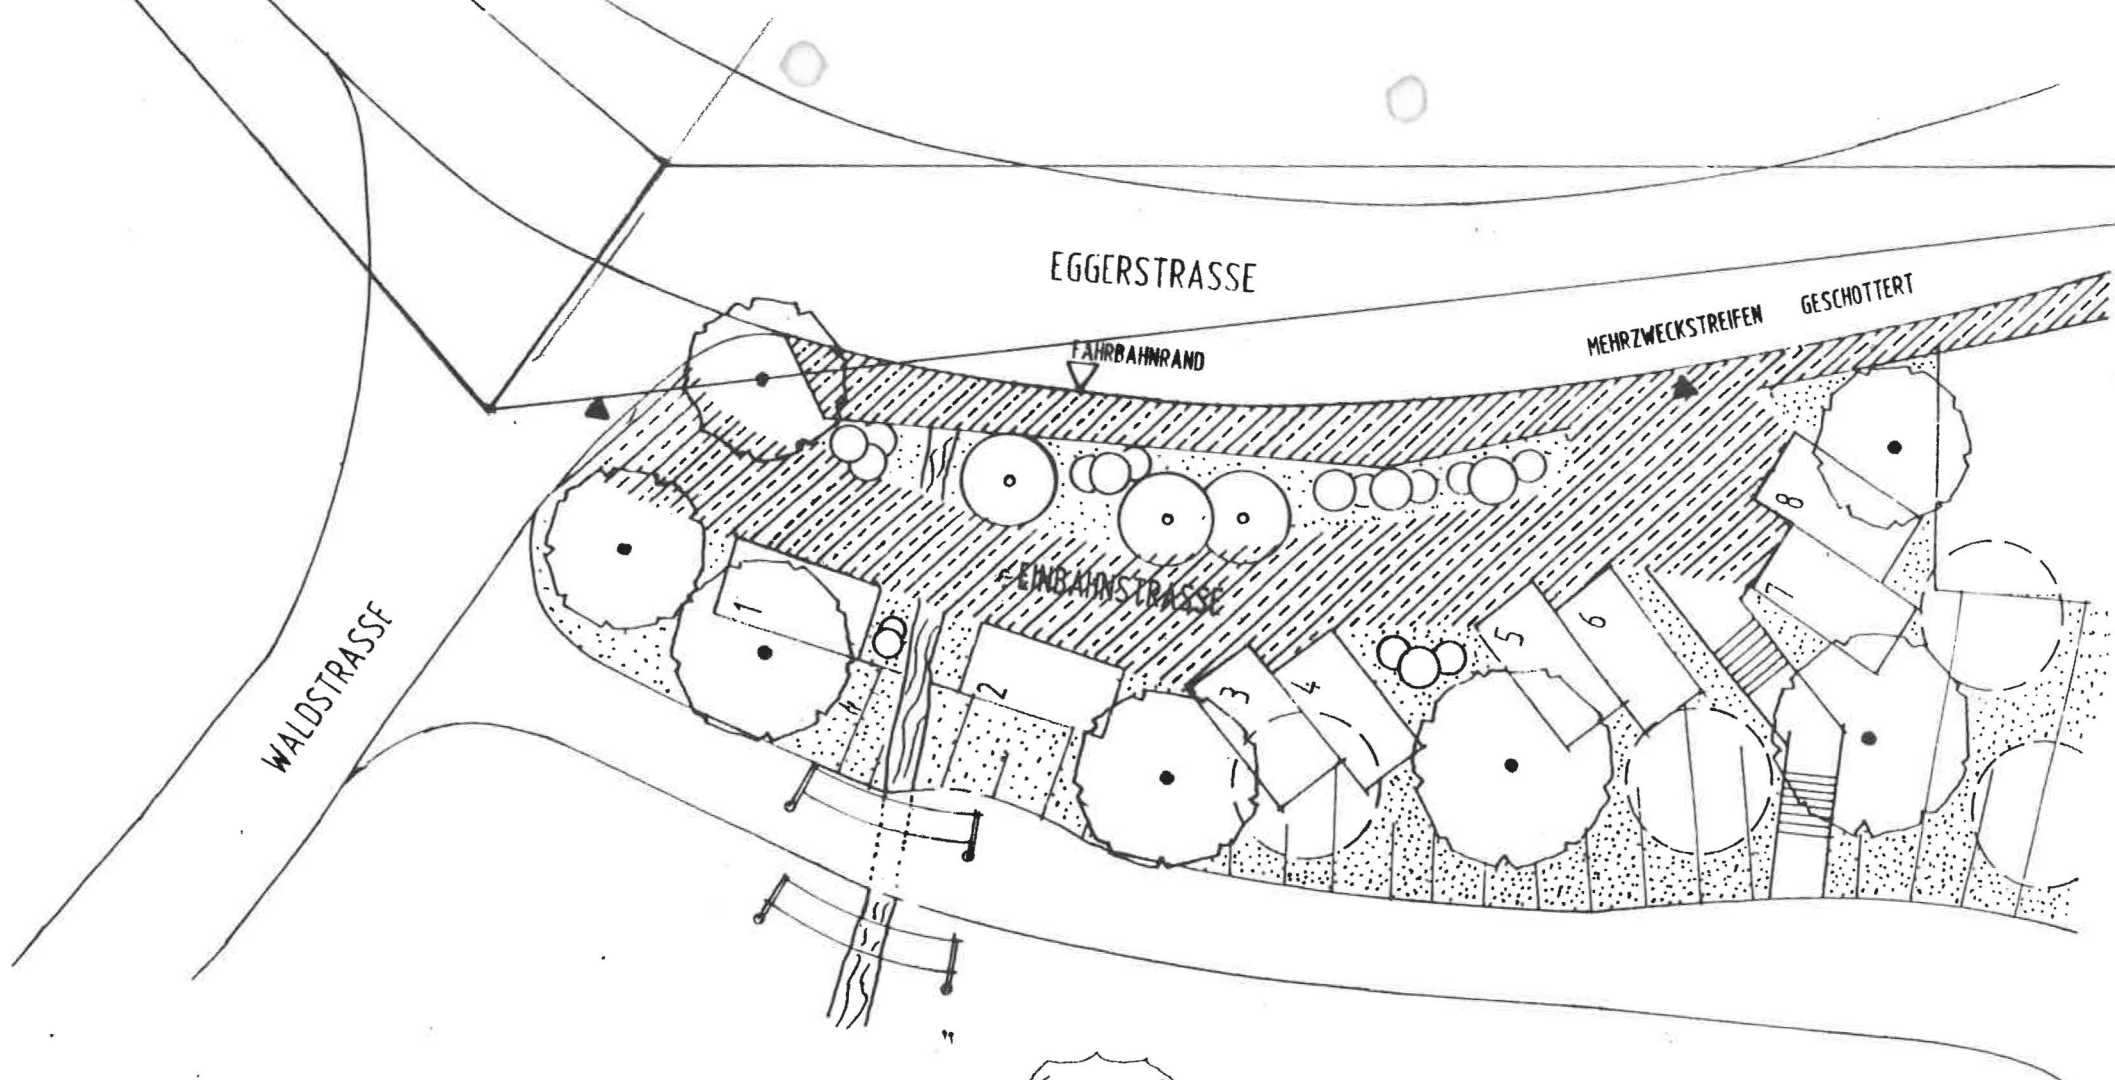 EGGERSTRASSE
MEHRZWECKSTREIFEN GESCHOTTERT
FAHRBAHNRAND
EINBAHNSTRASSE
WALDSTRASSE
1
2
3
4
5
6
7
8